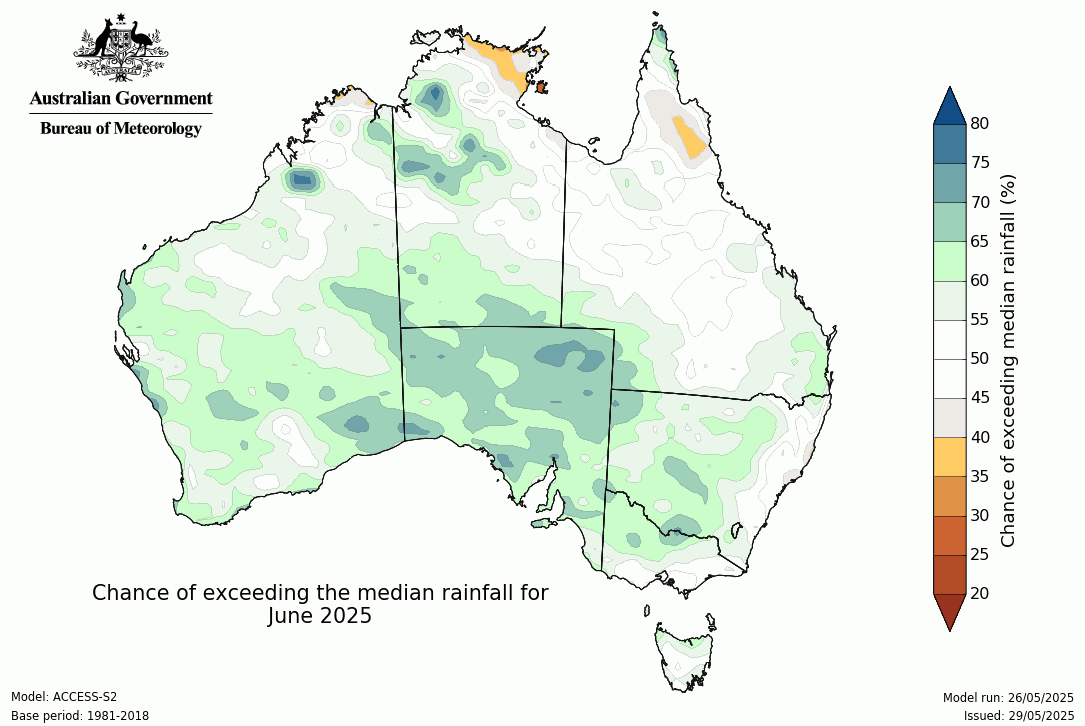 AUSTRALIA
Australian Government
Bureau of Meteorology
80
75
70
65
60
55
50
45
40
35
30
25
20
Chance of exceeding median rainfall (%)
Chance of exceeding the median rainfall for
June 2025
Model: ACCESS-S2
Base period: 1981-2018
Model run: 26/05/2025
Issued: 29/05/2025